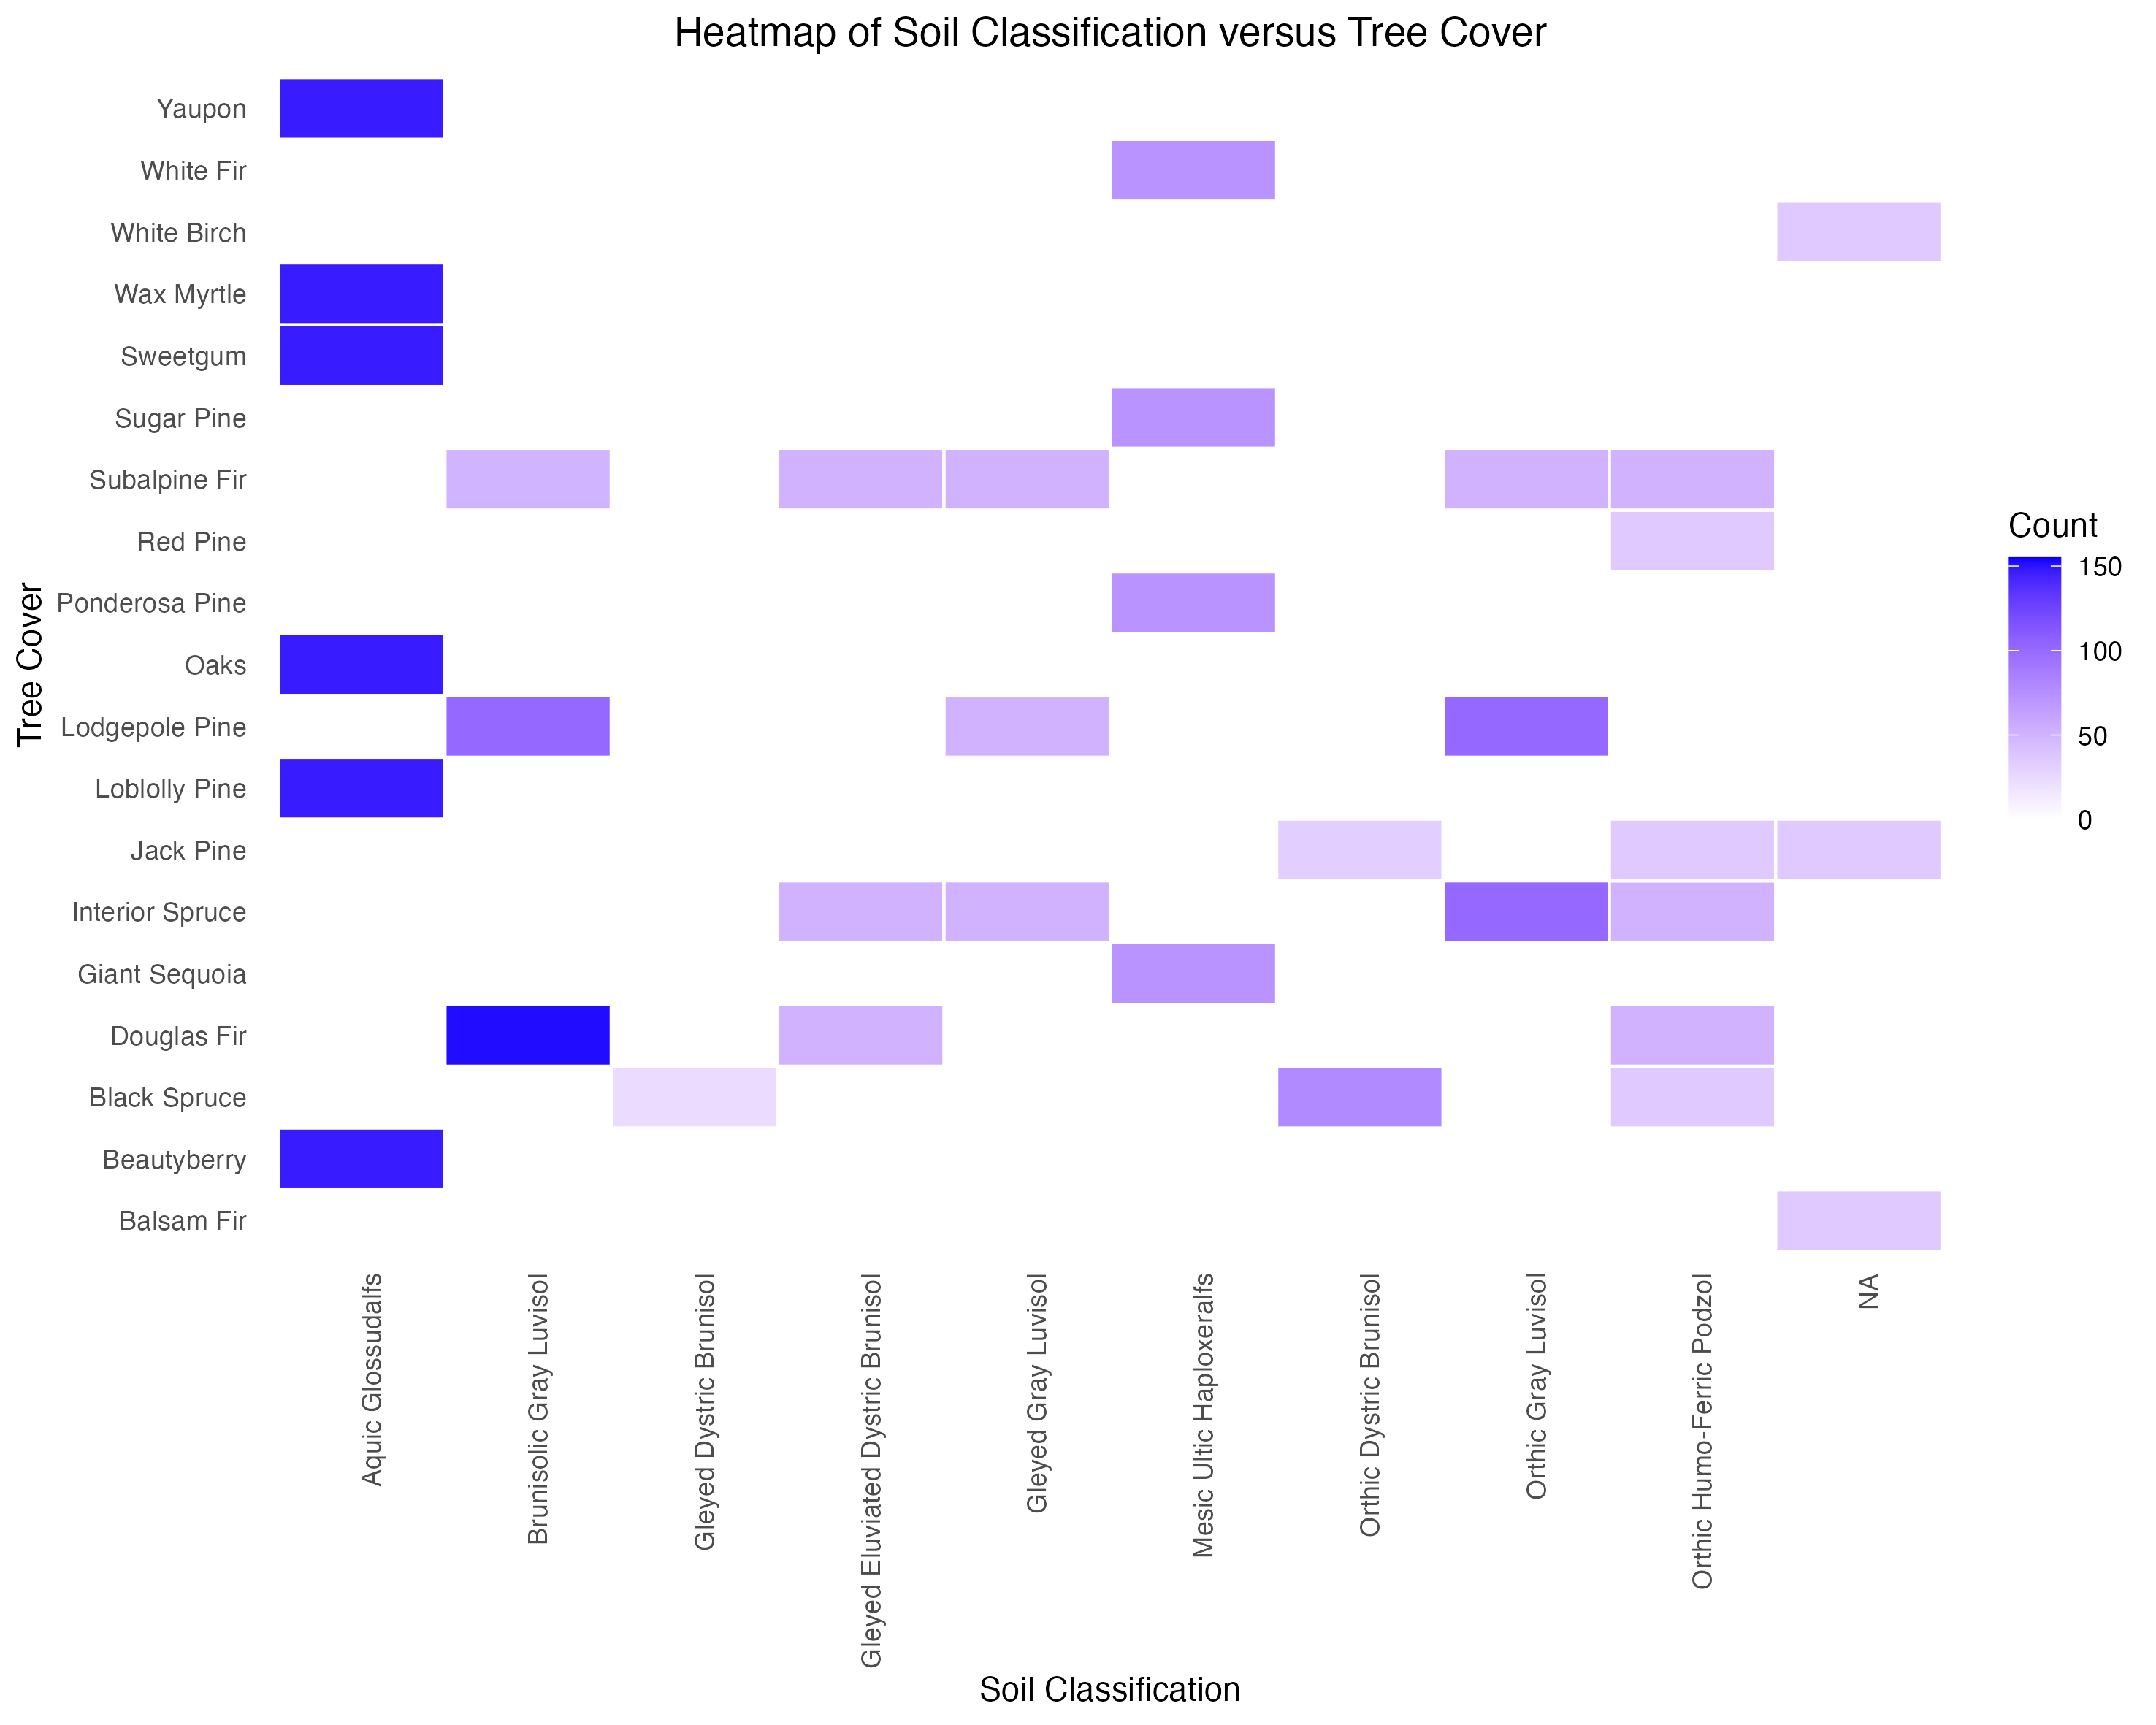 Heatmap of Soil Classification versus Tree Cover
Tree Cover
Yaupon
White Fir
White Birch
Wax Myrtle
Sweetgum
Sugar Pine
Subalpine Fir
Red Pine
Ponderosa Pine
Oaks
Lodgepole Pine
Loblolly Pine
Jack Pine
Interior Spruce
Giant Sequoia
Douglas Fir
Black Spruce
Beautyberry
Balsam Fir
Count
150
100
50
0
Aquic Glossudalfs
Brunisolic Gray Luvisol
Gleyed Dystric Brunisol
Gleyed Eluviated Dystric Brunisol
Gleyed Gray Luvisol
Mesic Ultic Haploxeralfs
Orthic Dystric Brunisol
Orthic Gray Luvisol
Orthic Humo-Ferric Podzol
NA
Soil Classification